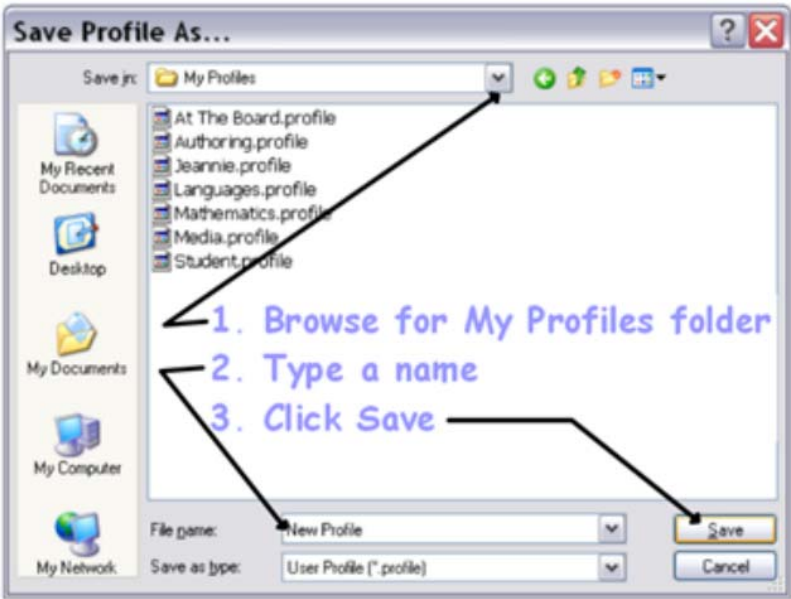 Save Profile As...
Save in:
My Profiles
My Recent
Documents
Desktop
My Documents
My Computer
My Network
At The Board.profile
Authoring.profile
Jeannie.profile
Languages.profile
Mathematics.profile
Media.profile
Student.profile
1. Browse for My Profiles folder
2. Type a name
3. Click Save
File name:
New Profile
Save
Save as type:
User Profile (*.profile)
Cancel